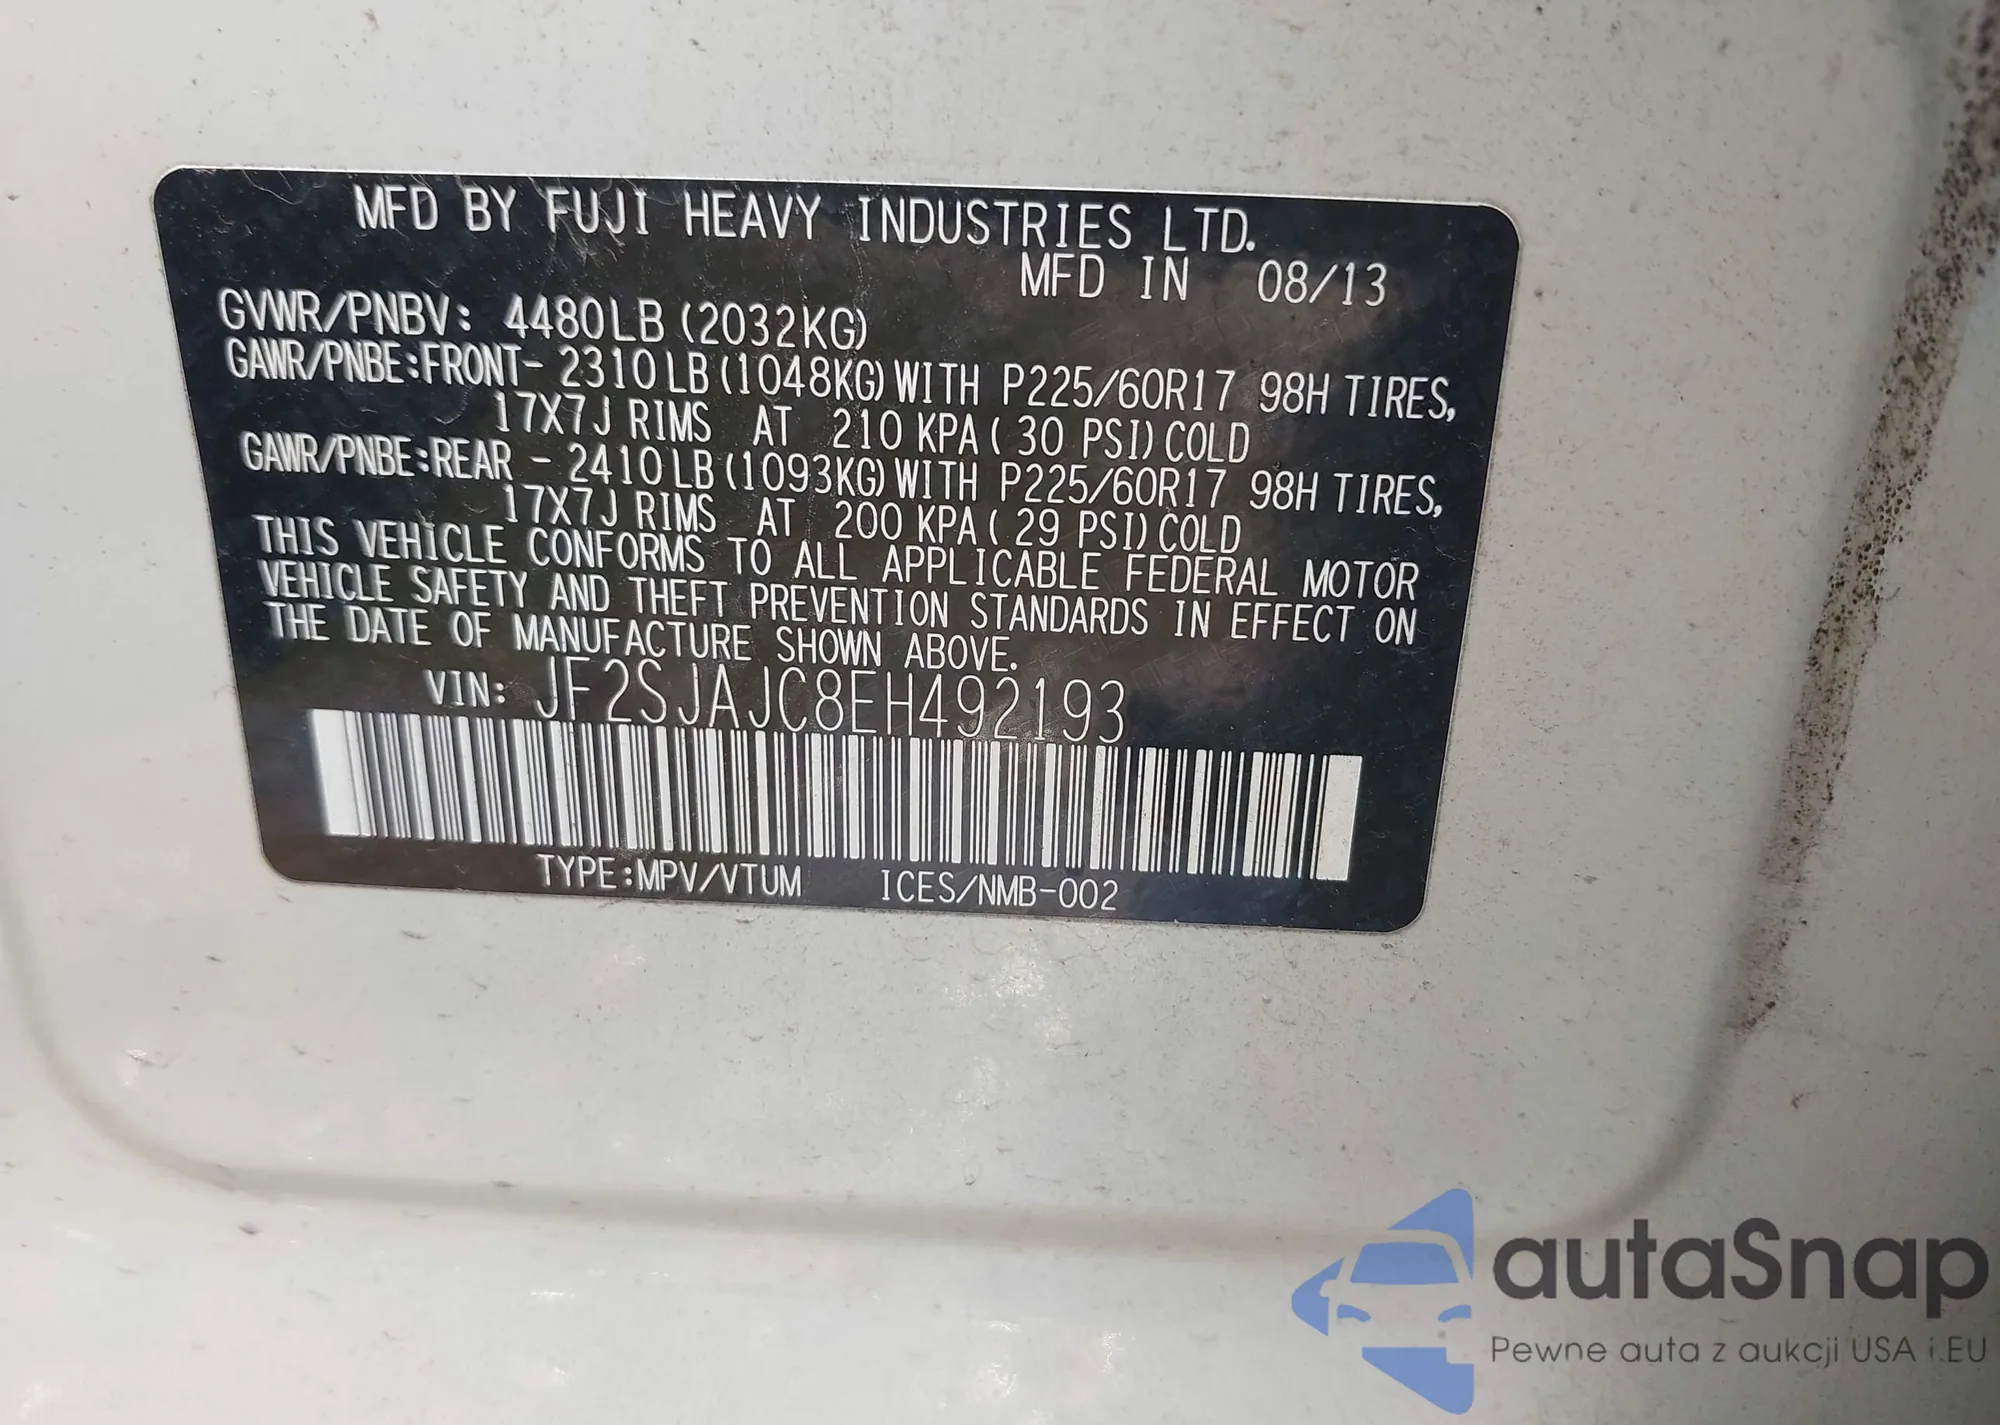 MFD BY FUJI HEAVY INDUSTRIES LTD.
MFD IN 08/13
GVWR/PNBV: 4480LB (2032KG)
GAWR/PNBE:FRONT- 2310LB (1048KG) WITH P225/60R17 98H TIRES,
17X7J RIMS AT 210 KPA ( 30 PSI) COLD
GAWR/PNBE:REAR - 2410LB (1093KG) WITH P225/60R17 98H TIRES,
17X7J RIMS AT 200 KPA ( 29 PSI) COLD
THIS VEHICLE CONFORMS TO ALL APPLICABLE FEDERAL MOTOR
VEHICLE SAFETY AND THEFT PREVENTION STANDARDS IN EFFECT ON
THE DATE OF MANUFACTURE SHOWN ABOVE.
VIN: JF2SJAJC8EH492193
TYPE:MPV/VTUM ICES/NMB-002
autaSnap
Pewne auta z aukcji USA i EU